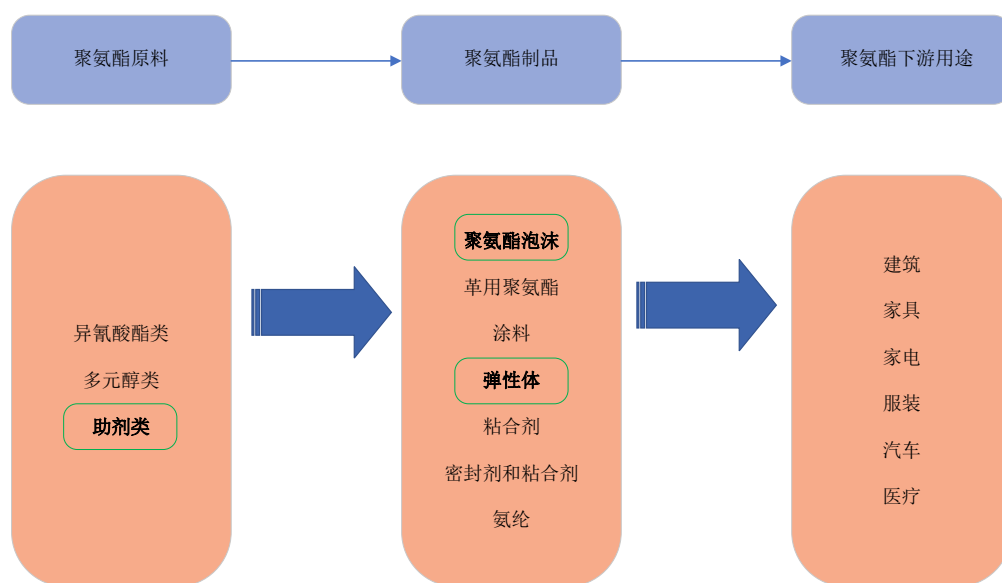 聚氨酯原料
聚氨酯制品
聚氨酯下游用途
异氰酸酯类
多元醇类
助剂类
聚氨酯泡沫
革用聚氨酯
涂料
弹性体
粘合剂
密封剂和粘合剂
氨纶
建筑
家具
家电
服装
汽车
医疗